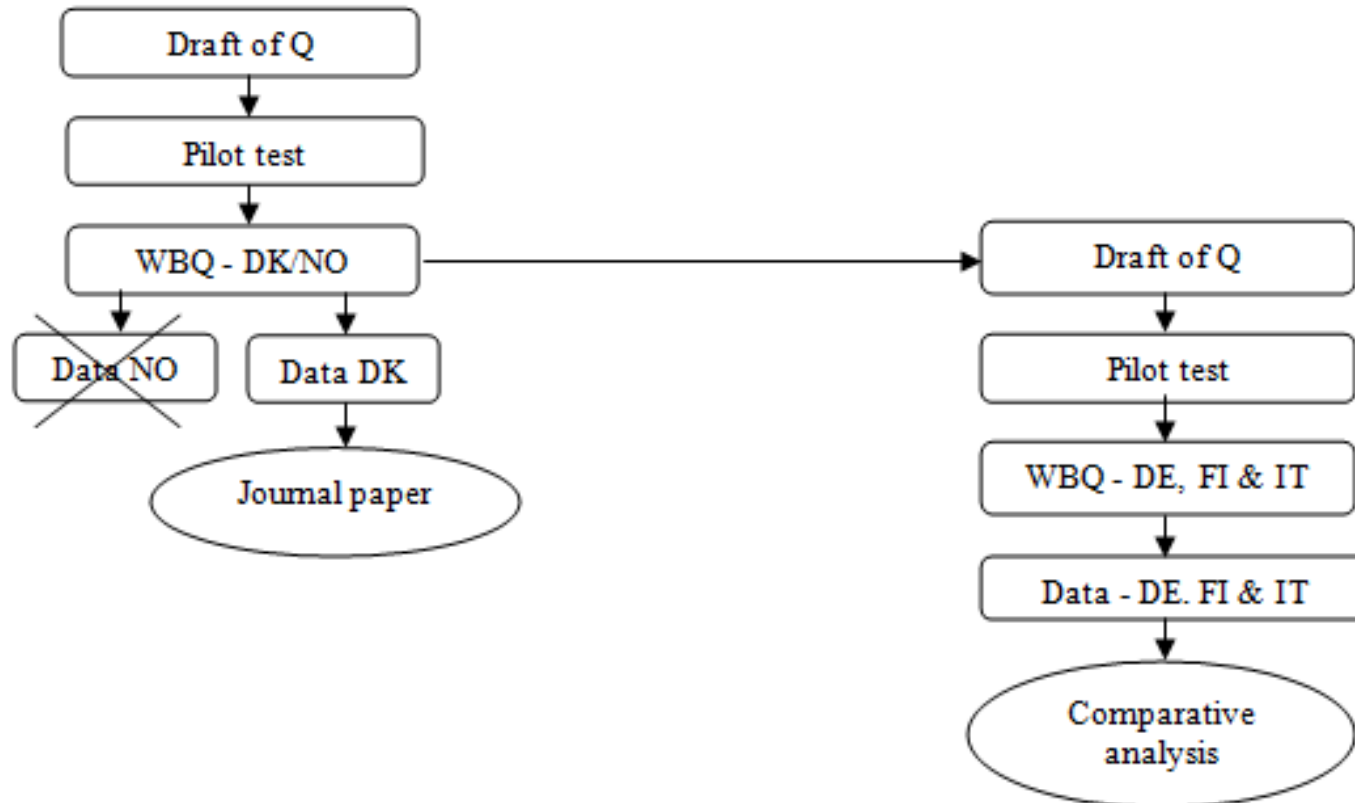 Draft of Q
Pilot test
WBQ - DK/NO
Data NO
Data DK
Journal paper
Draft of Q
Pilot test
WBQ - DE, FI & IT
Data - DE. FI & IT
Comparative
analysis